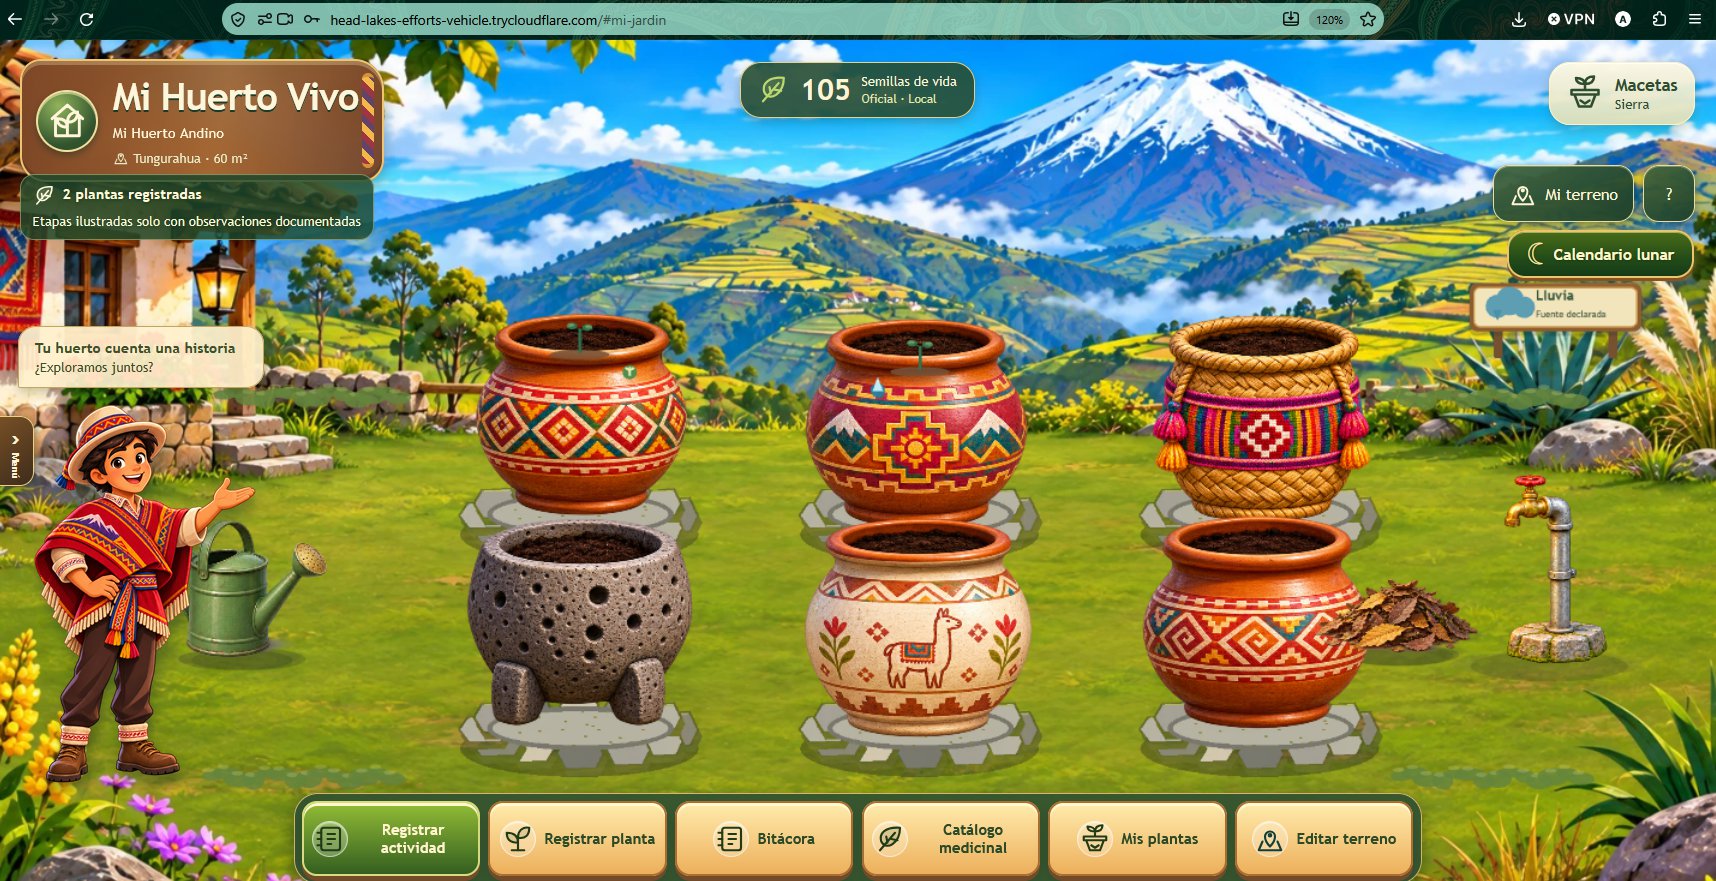 head-lakes-efforts-vehicle.trycloudflare.com/#mi-jardin
120%
VPN
A
Mi Huerto Vivo
Mi Huerto Andino
Tungurahua · 60 m²
2 plantas registradas
Etapas ilustradas solo con observaciones documentadas
105
Semillas de vida
Oficial · Local
Macetas
Sierra
Mi terreno
?
Calendario lunar
Lluvia
Fuente declarada
Tu huerto cuenta una historia
¿Exploramos juntos?
Menú
Registrar
actividad
Registrar planta
Bitácora
Catálogo
medicinal
Mis plantas
Editar terreno